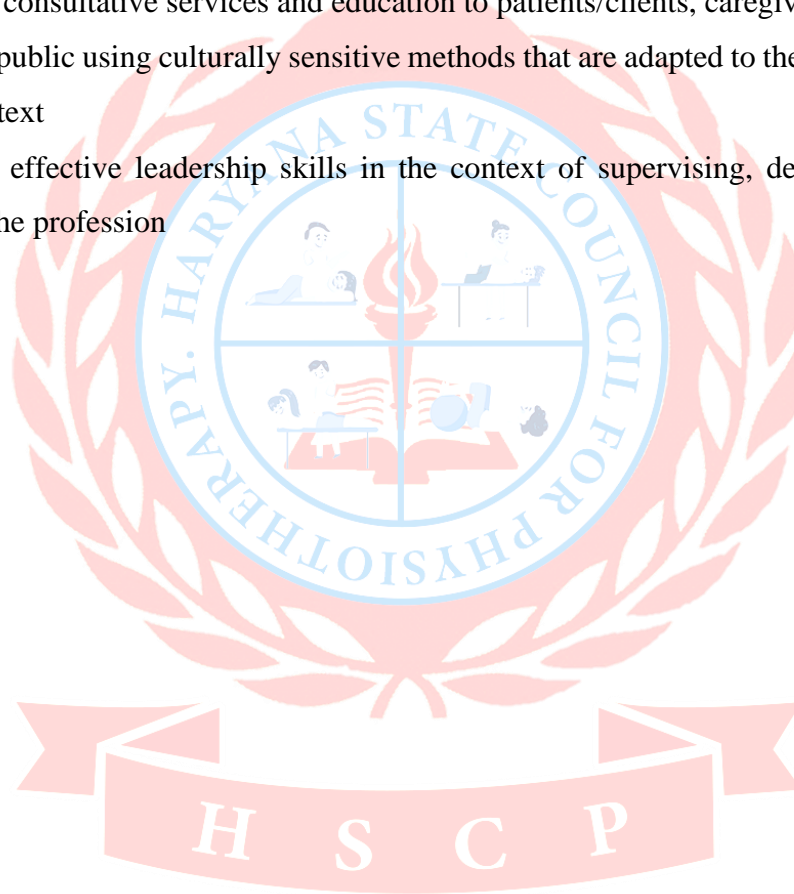 consultative services and education to patients/clients, caregiv
public using culturally sensitive methods that are adapted to the
text
effective leadership skills in the context of supervising, de
he profession
HARYANA STATE COUNCIL FOR PHYSIOTHERAPY.
H S C P